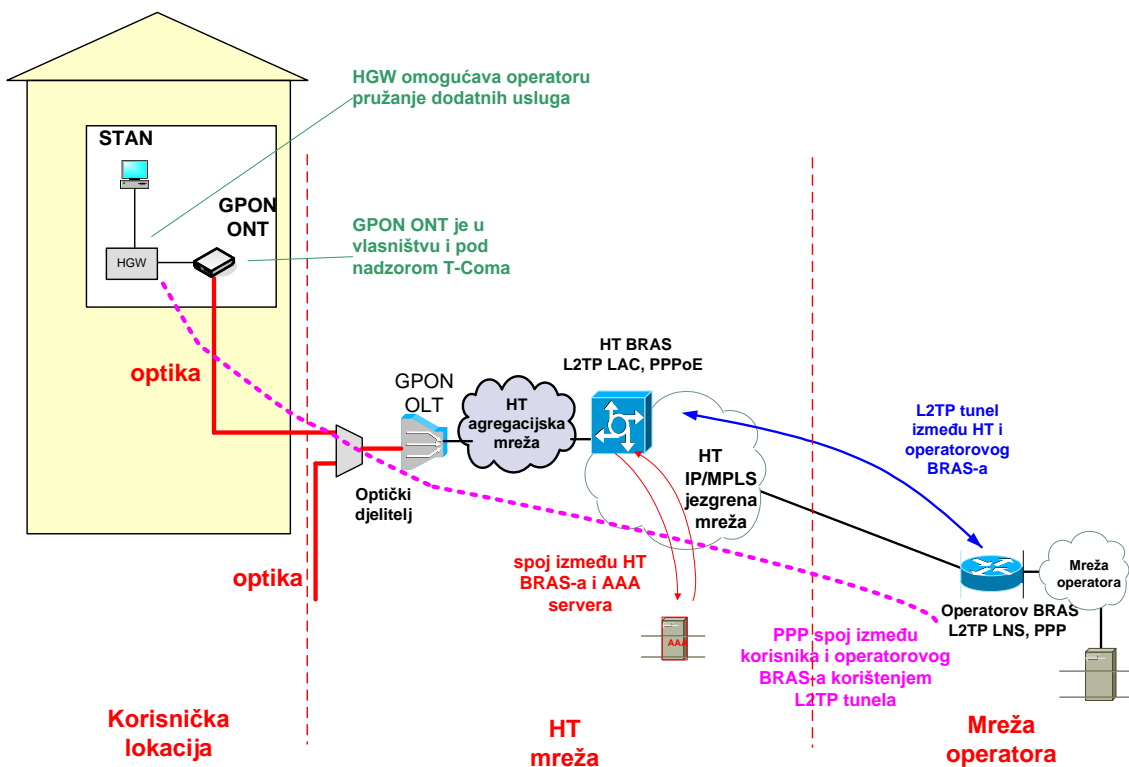 HGW omogućava operatoru
pružanje dodatnih usluga
STAN
GPON
ONT
HGW
GPON ONT je u
vlasništvu i pod
nadzorom T-Coma
optika
optika
Optički
djelitelj
GPON
OLT
HT
agregacijska
mreža
HT BRAS
L2TP LAC, PPPoE
HT
IP/MPLS
jezgrena
mreža
L2TP tunel
između HT i
operatorovog
BRAS-a
spoj između HT
BRAS-a i AAA
servera
AAA
PPP spoj između
korisnika i operatorovog
BRAS-a korištenjem
L2TP tunela
Operatorov BRAS
L2TP LNS, PPP
Mreža
operatora
Korisnička
lokacija
HT
mreža
Mreža
operatora